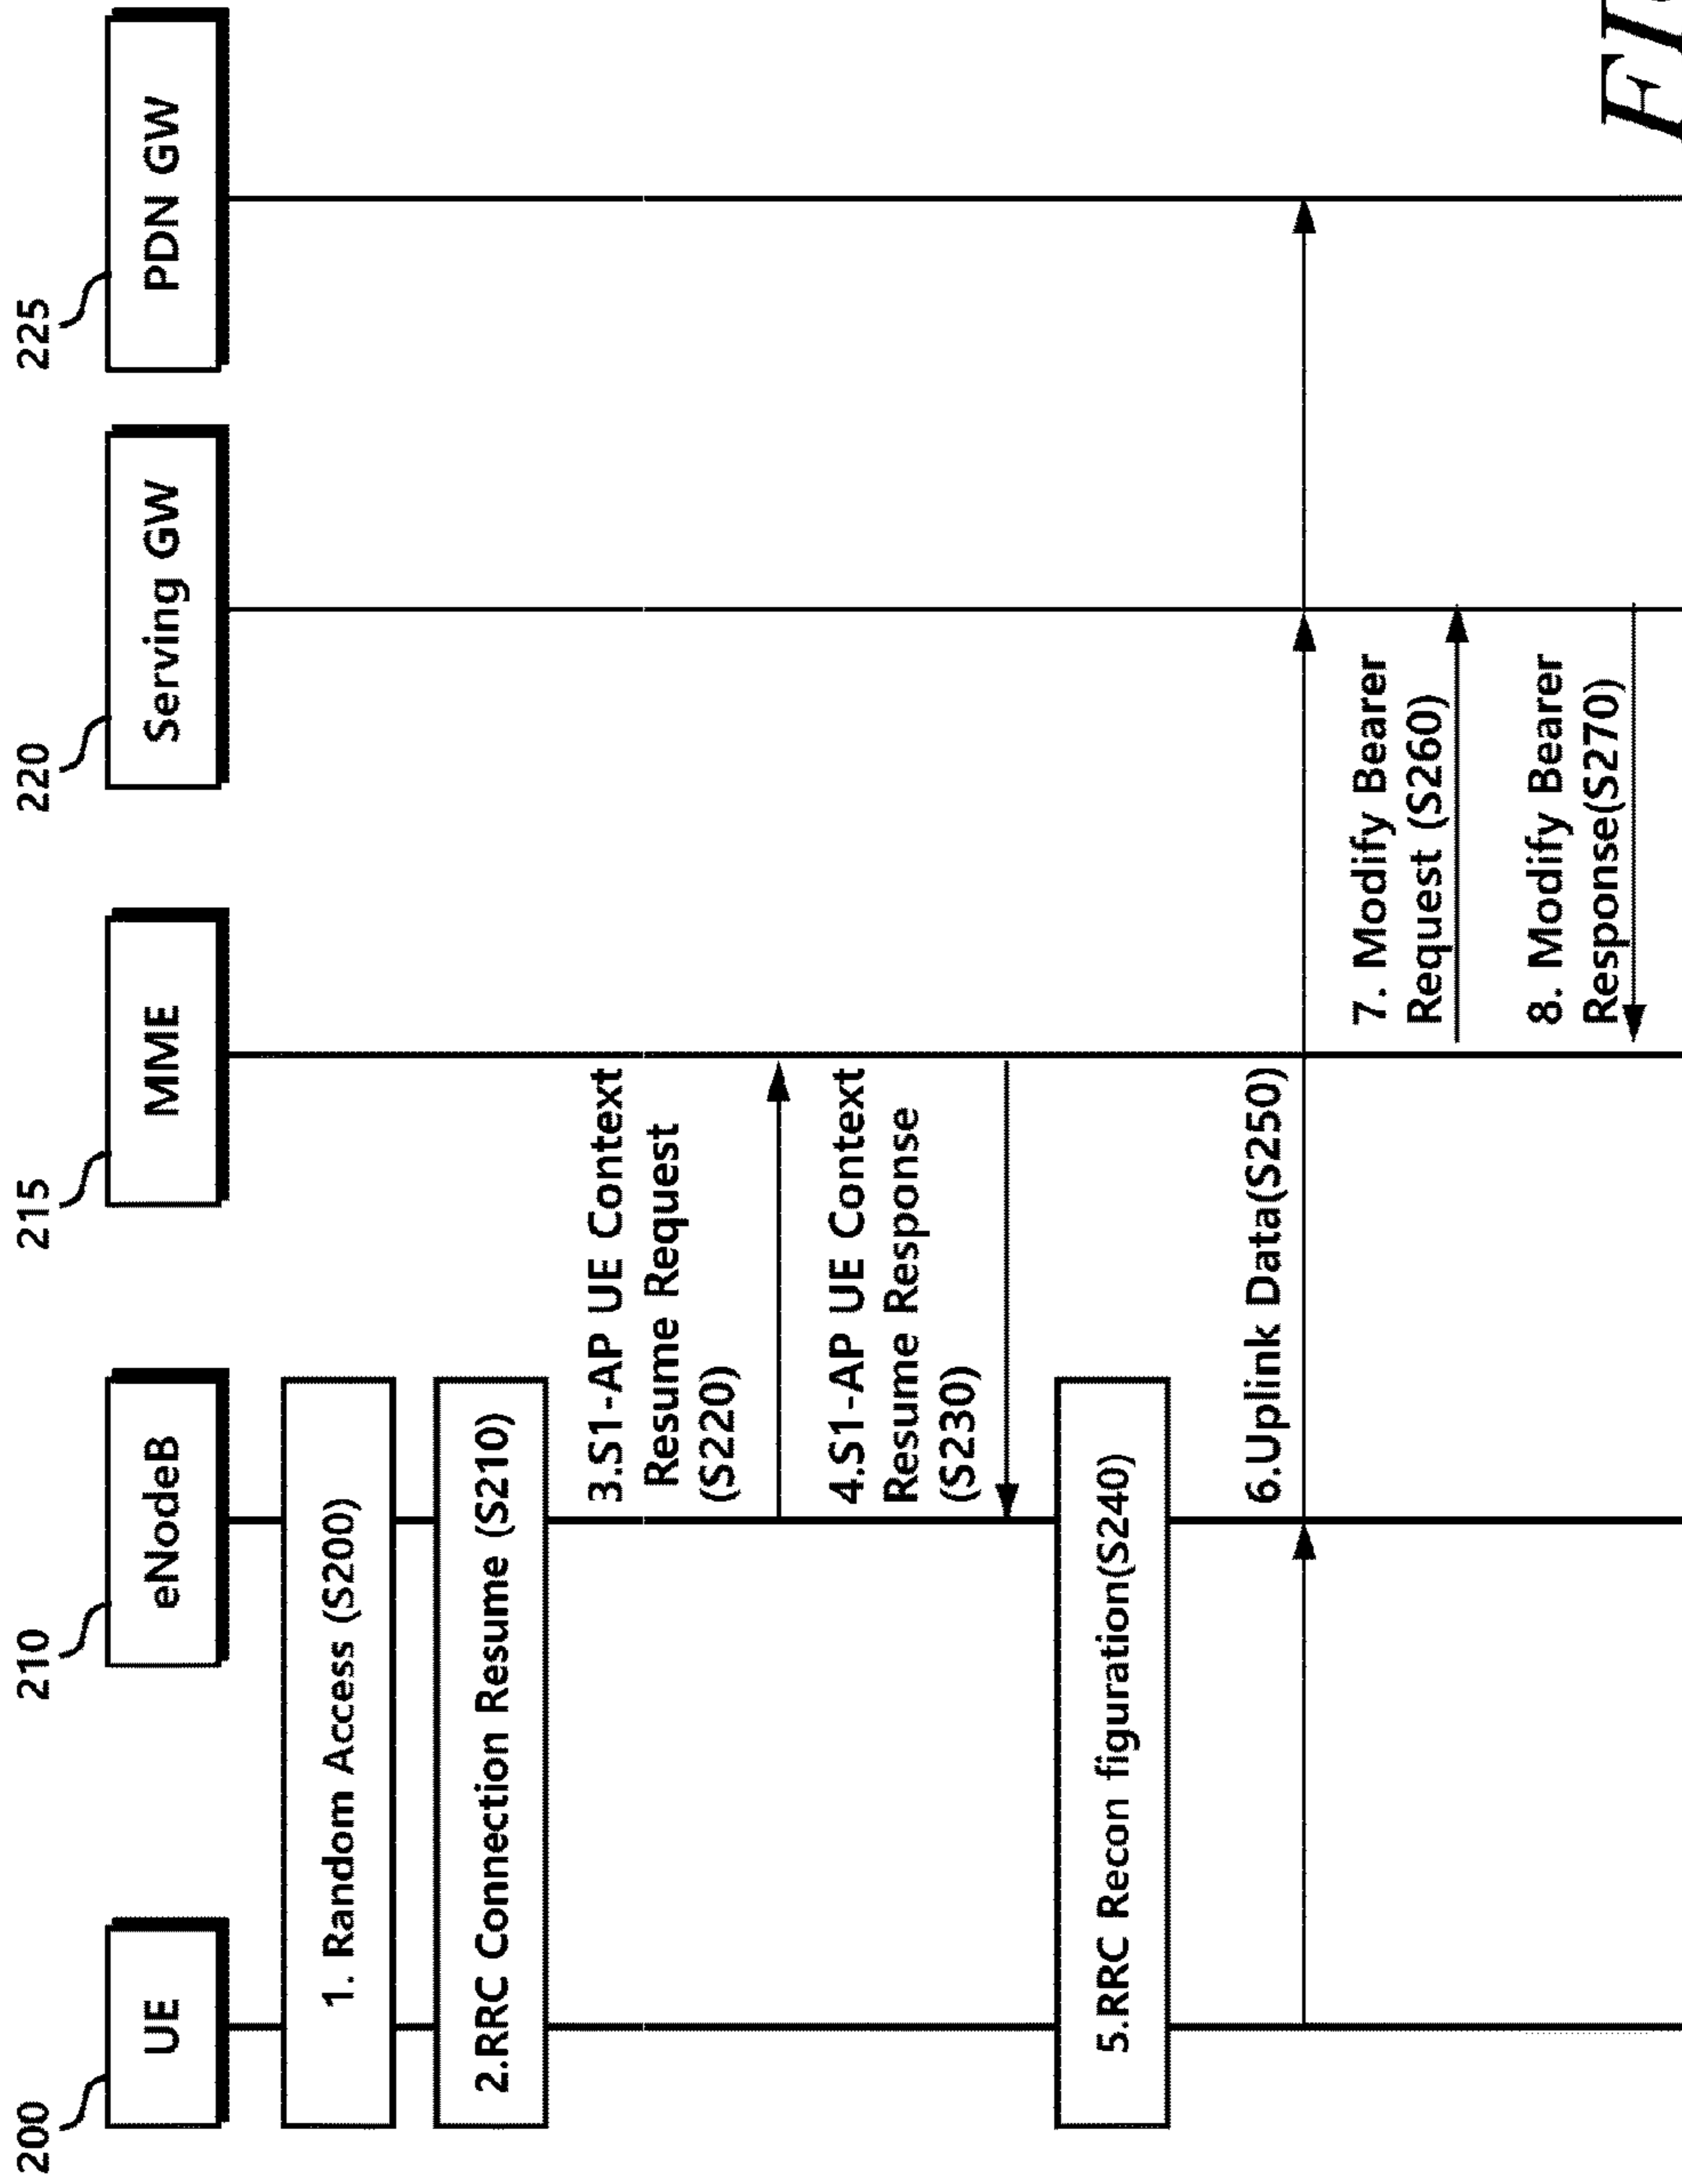 200
210
215
220
225
UE
eNodeB
MME
Serving GW
PDN GW
1. Random Access (S200)
2.RRC Connection Resume (S210)
3.S1-AP UE Context
Resume Request
(S220)
4.S1-AP UE Context
Resume Response
(S230)
5.RRC Recon figuration(S240)
6.Uplink Data(S250)
7. Modify Bearer
Request (S260)
8. Modify Bearer
Response(S270)